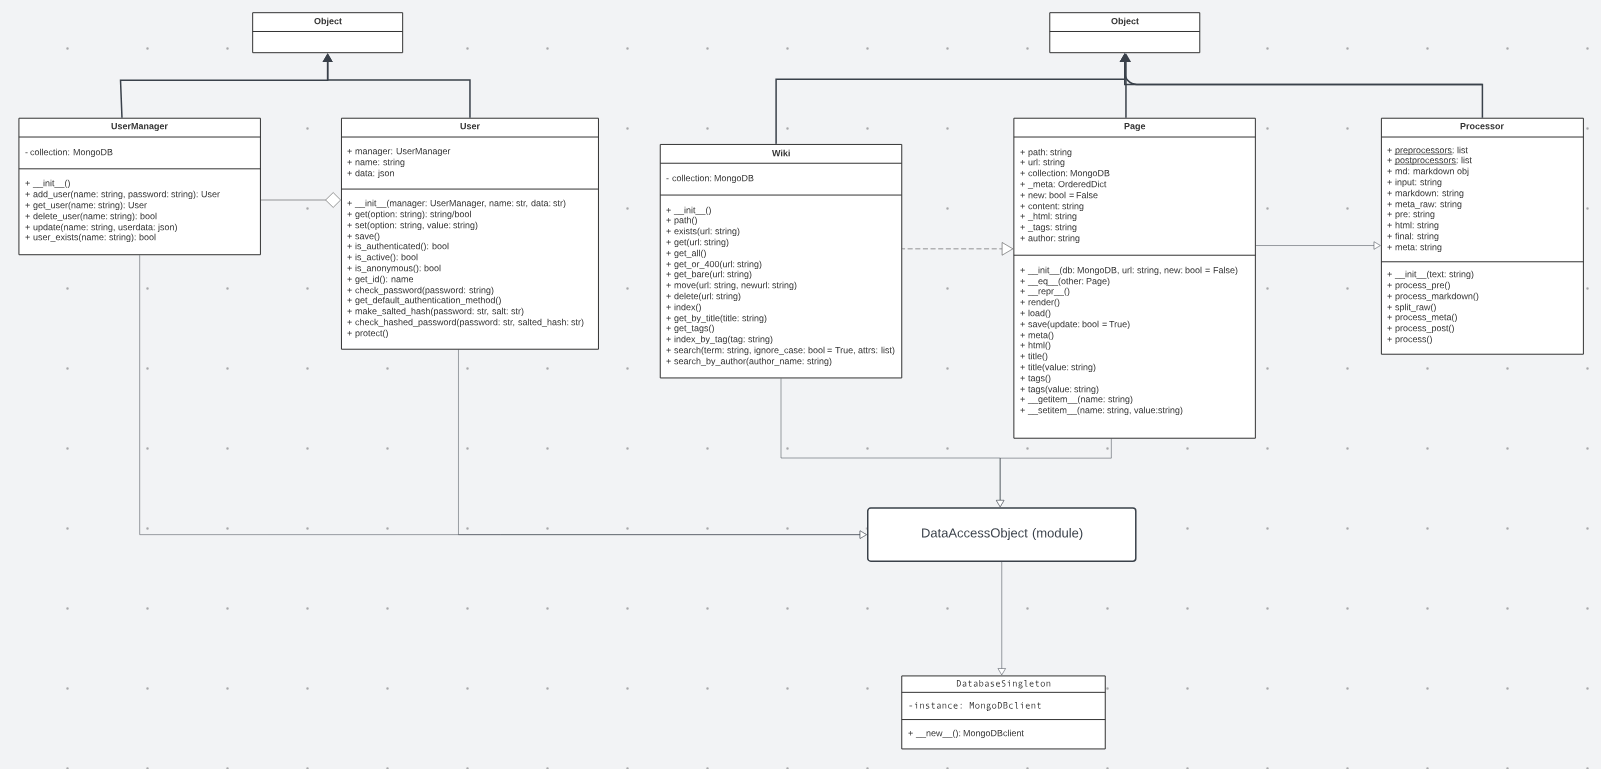 Object
Object
UserManager
- collection: MongoDB
+ __init__()
+ add_user(name: string, password: string): User
+ get_user(name: string): User
+ delete_user(name: string): bool
+ update(name: string, userdata: json)
+ user_exists(name: string): bool
User
+ manager: UserManager
+ name: string
+ data: json
+ __init__(manager: UserManager, name: str, data: str)
+ get(option: string): string/bool
+ set(option: string, value: string)
+ save()
+ is_authenticated(): bool
+ is_active(): bool
+ is_anonymous(): bool
+ get_id(): name
+ check_password(password: string)
+ get_default_authentication_method()
+ make_salted_hash(password: str, salt: str)
+ check_hashed_password(password: str, salted_hash: str)
+ protect()
Wiki
- collection: MongoDB
+ __init__()
+ path()
+ exists(url: string)
+ get(url: string)
+ get_all()
+ get_or_400(url: string)
+ get_bare(url: string)
+ move(url: string, newurl: string)
+ delete(url: string)
+ index()
+ get_by_title(title: string)
+ get_tags()
+ index_by_tag(tag: string)
+ search(term: string, ignore_case: bool = True, attrs: list)
+ search_by_author(author_name: string)
Page
+ path: string
+ url: string
+ collection: MongoDB
+ _meta: OrderedDict
+ new: bool = False
+ content: string
+ _html: string
+ _tags: string
+ author: string
+ __init__(db: MongoDB, url: string, new: bool = False)
+ __eq__(other: Page)
+ __repr__()
+ render()
+ load()
+ save(update: bool = True)
+ meta()
+ html()
+ title()
+ title(value: string)
+ tags()
+ tags(value: string)
+ __getitem__(name: string)
+ __setitem__(name: string, value:string)
Processor
+ preprocessors: list
+ postprocessors: list
+ md: markdown obj
+ input: string
+ markdown: string
+ meta_raw: string
+ pre: string
+ html: string
+ final: string
+ meta: string
+ __init__(text: string)
+ process_pre()
+ process_markdown()
+ split_raw()
+ process_meta()
+ process_post()
+ process()
DataAccessObject (module)
DatabaseSingleton
-instance: MongoDBclient
+ __new__(): MongoDBclient